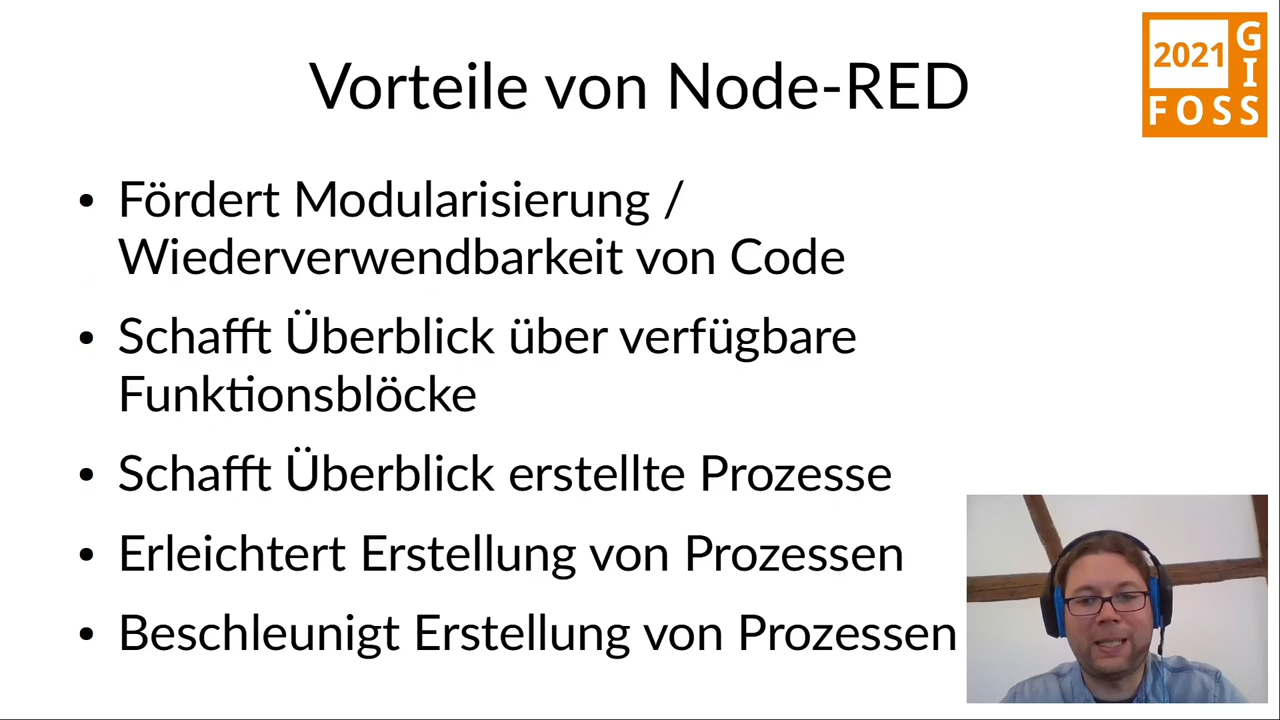 Vorteile von Node-RED
2021
G
I
FOSS
• Fördert Modularisierung /
Wiederverwendbarkeit von Code
• Schafft Überblick über verfügbare
Funktionsblöcke
• Schafft Überblick erstellte Prozesse
• Erleichtert Erstellung von Prozessen
• Beschleunigt Erstellung von Prozessen